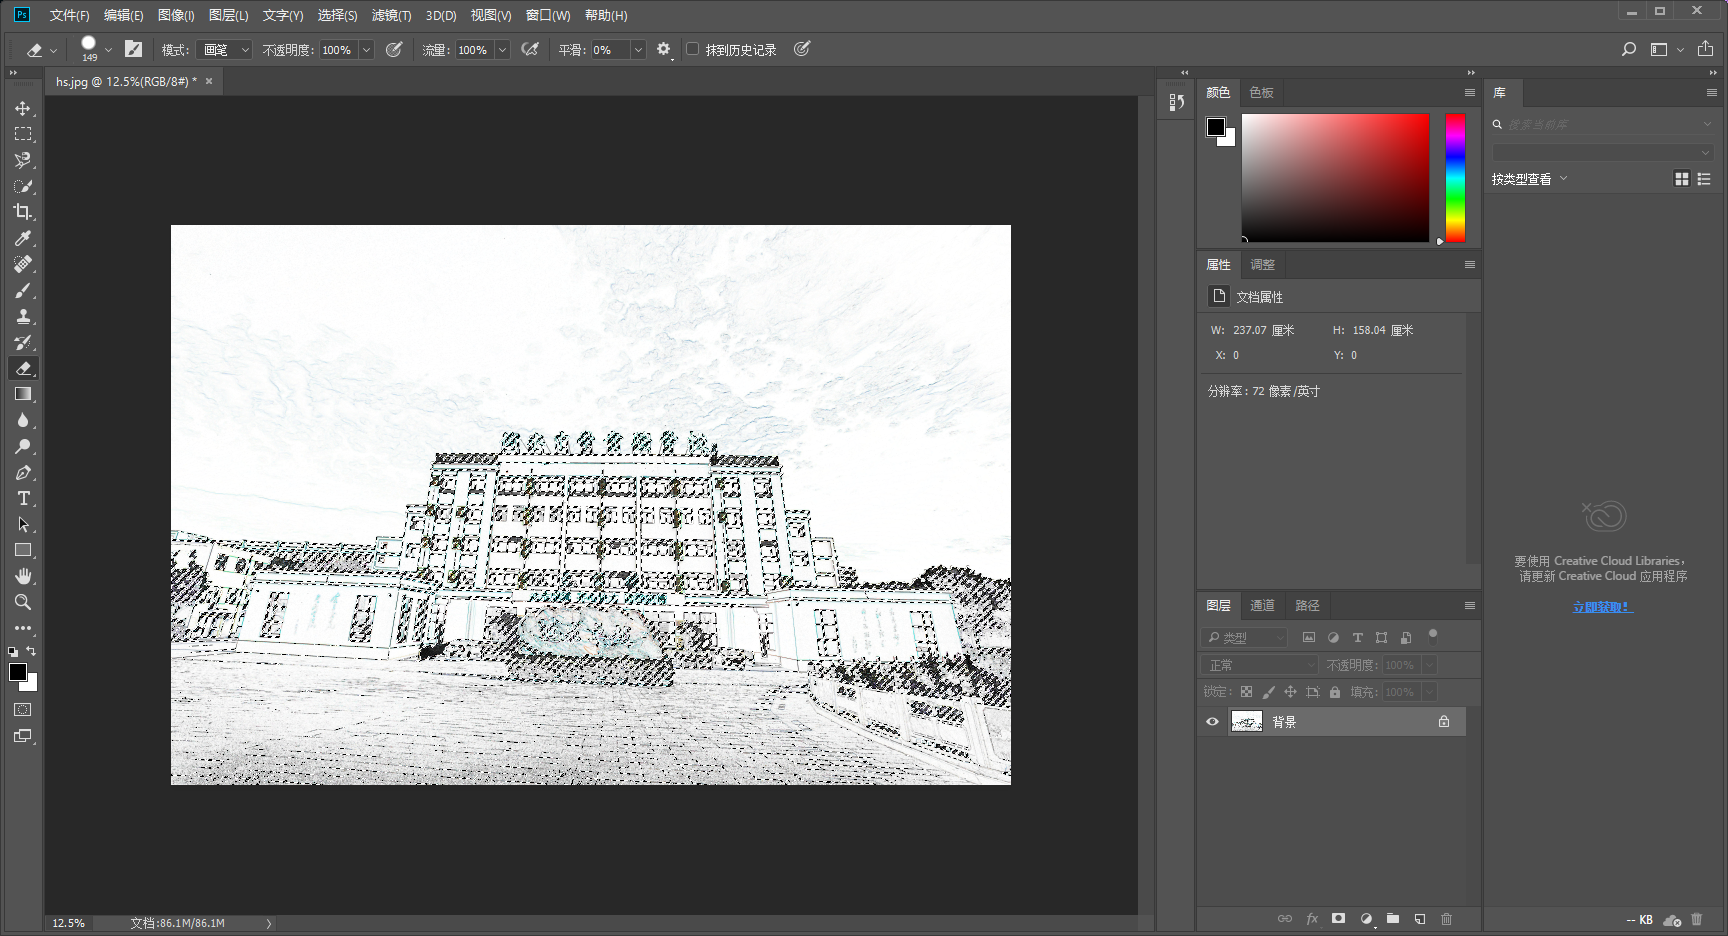 Ps 文件(F) 编辑(E) 图像(I) 图层(L) 文字(Y) 选择(S) 滤镜(T) 3D(D) 视图(V) 窗口(W) 帮助(H)
149 模式: 画笔 不透明度: 100% 流量: 100% 平滑: 0% 抹到历史记录
hs.jpg @ 12.5%(RGB/8#) * ×
颜色 色板
库
搜索当前库
按类型查看
属性 调整
文档属性
W: 237.07 厘米 H: 158.04 厘米
X: 0 Y: 0
分辨率: 72 像素/英寸
要使用 Creative Cloud Libraries，
请更新 Creative Cloud 应用程序
立即获取！
图层 通道 路径
类型
正常 不透明度: 100%
锁定: 填充: 100%
背景
12.5% 文档:86.1M/86.1M
fx
-- KB